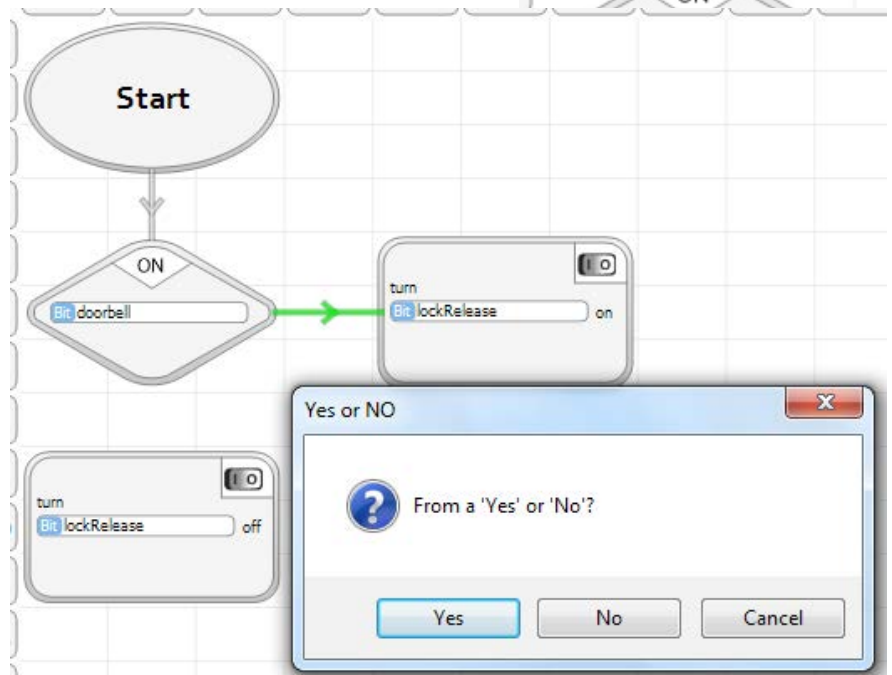 ON
Start
ON
Bit doorbell
I O
turn
Bit lockRelease on
Yes or NO
From a 'Yes' or 'No'?
Yes No Cancel
I O
turn
Bit lockRelease off